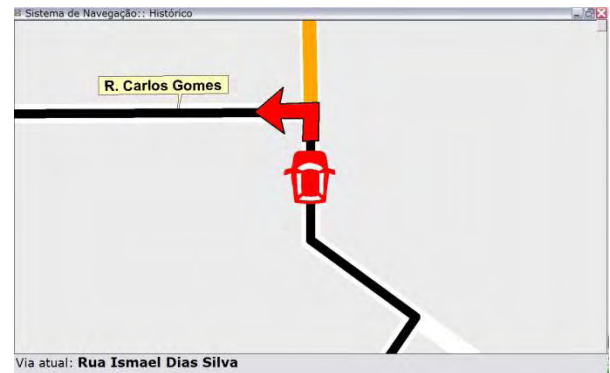 Sistema de Navegação:: Histórico
R. Carlos Gomes
Via atual: Rua Ismael Dias Silva